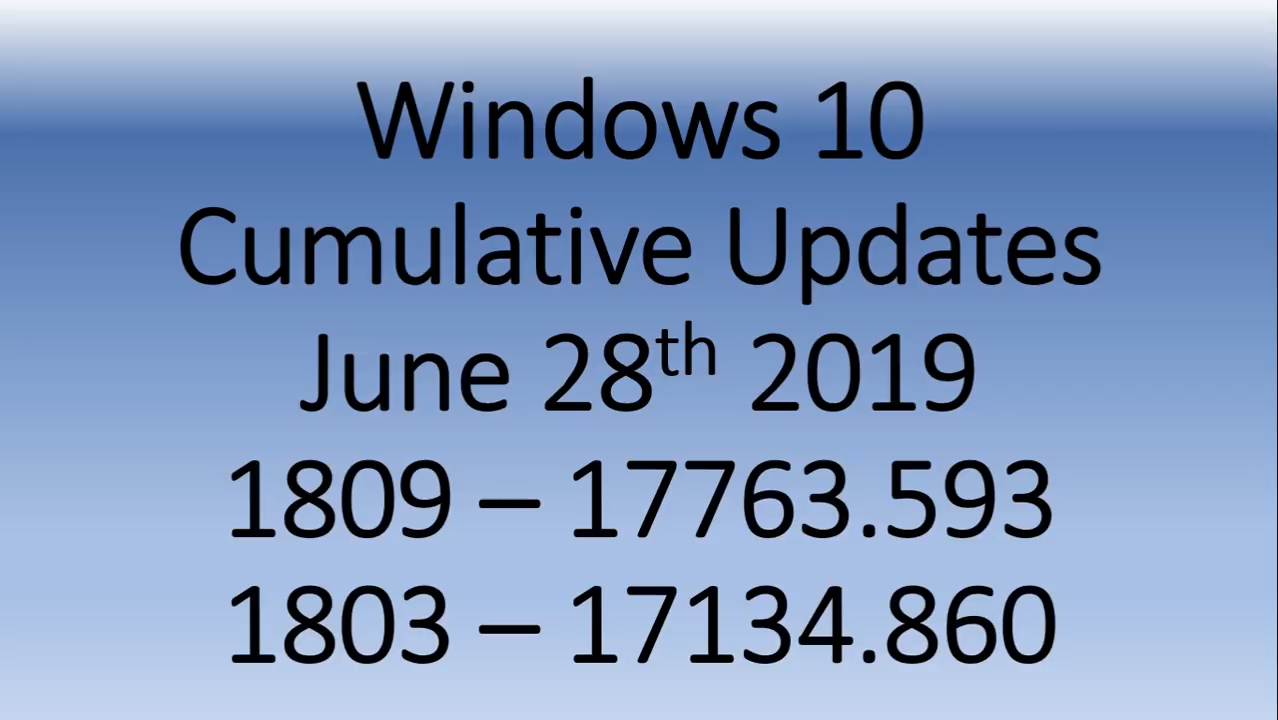 Windows 10
Cumulative Updates
June 28th 2019
1809 – 17763.593
1803 – 17134.860